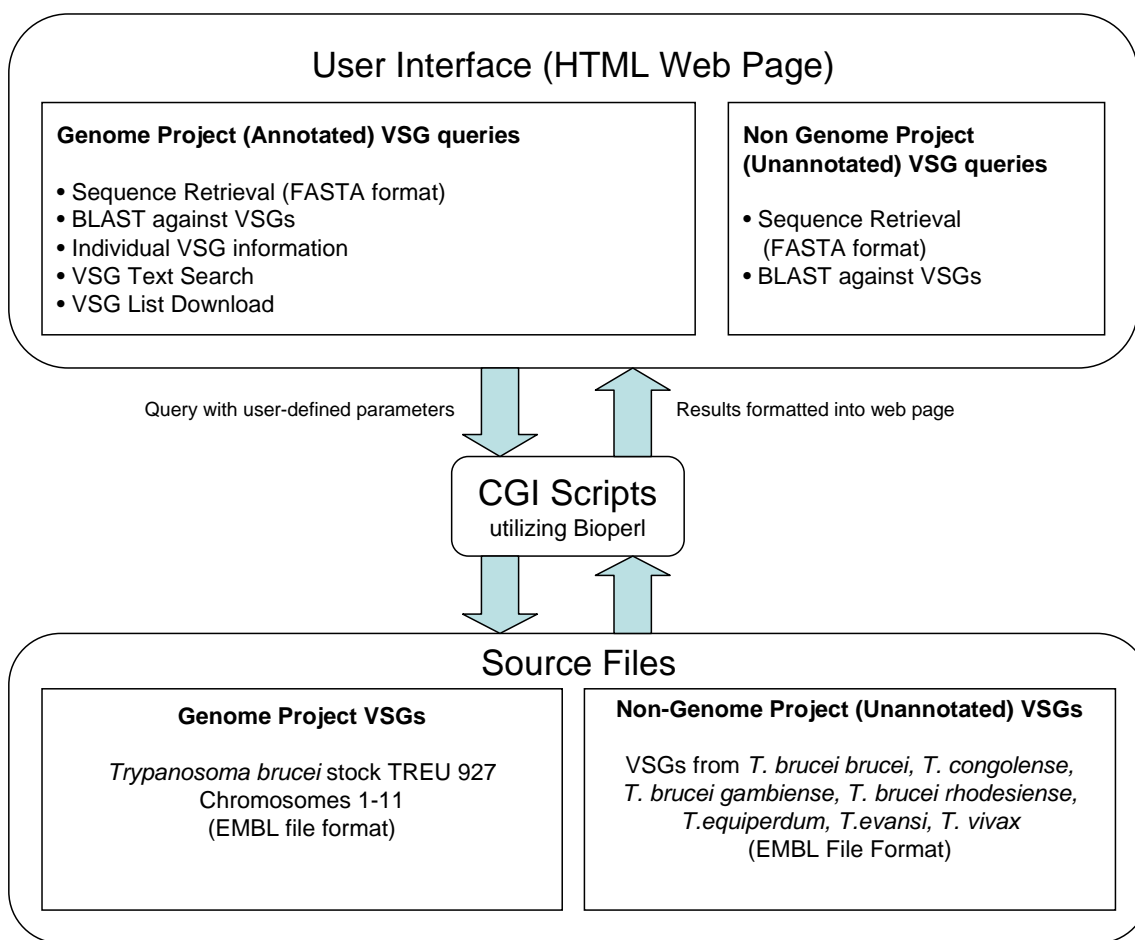 User Interface (HTML Web Page)
Genome Project (Annotated) VSG queries
• Sequence Retrieval (FASTA format)
• BLAST against VSGs
• Individual VSG information
• VSG Text Search
• VSG List Download
Non Genome Project
(Unannotated) VSG queries
• Sequence Retrieval
(FASTA format)
• BLAST against VSGs
Query with user-defined parameters
Results formatted into web page
CGI Scripts
utilizing Bioperl
Source Files
Genome Project VSGs
Trypanosoma brucei stock TREU 927
Chromosomes 1-11
(EMBL file format)
Non-Genome Project (Unannotated) VSGs
VSGs from T. brucei brucei, T. congolense,
T. brucei gambiense, T. brucei rhodesiense,
T.equiperdum, T.evansi, T. vivax
(EMBL File Format)